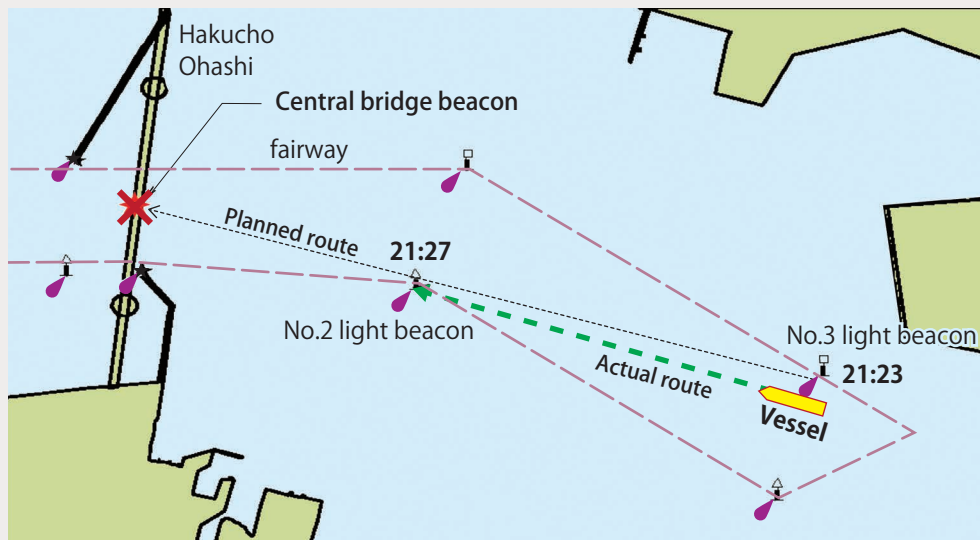 Hakucho
Ohashi
Central bridge beacon
fairway
Planned route
21:27
No.2 light beacon
No.3 light beacon
21:23
Actual route
Vessel